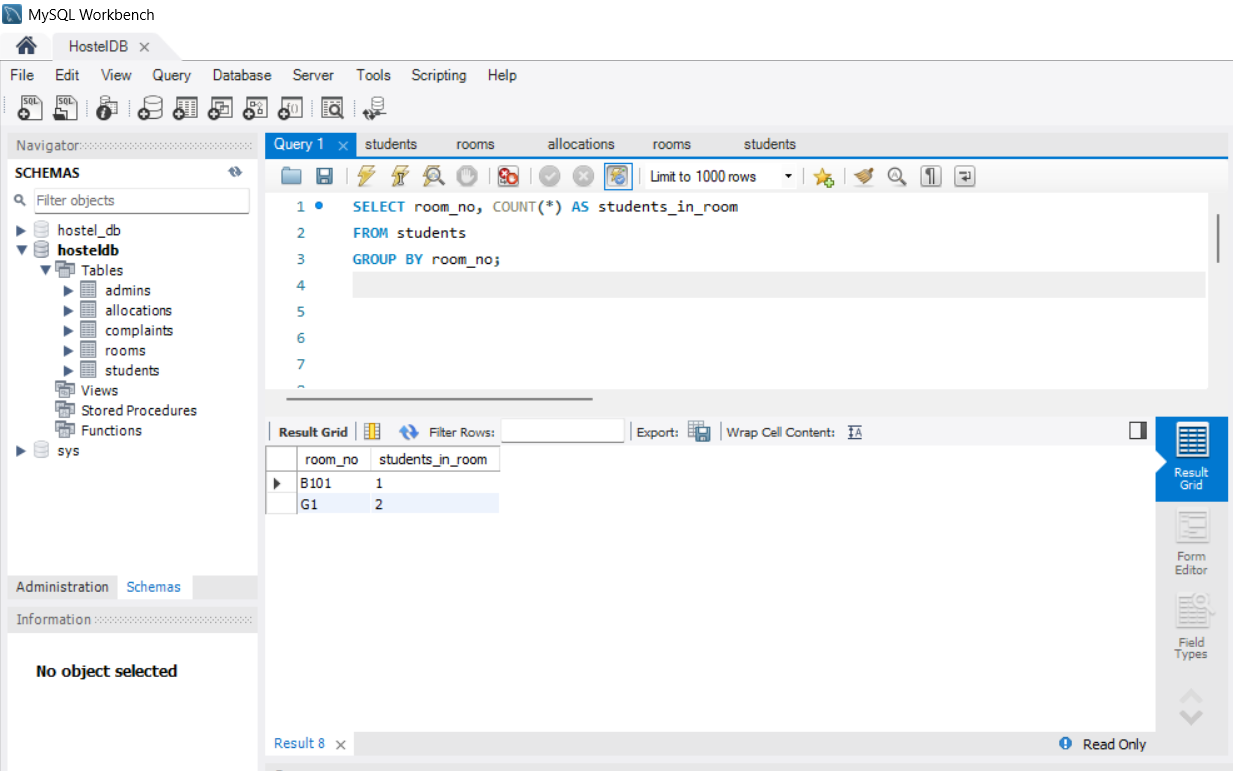 MySQL Workbench
HostelDB
File Edit View Query Database Server Tools Scripting Help
SQL SQL
Navigator
SCHEMAS
Filter objects
hostel_db
hosteldb
Tables
admins
allocations
complaints
rooms
students
Views
Stored Procedures
Functions
sys
Administration Schemas
Information
No object selected
Query 1 students rooms allocations rooms students
Limit to 1000 rows
1 SELECT room_no, COUNT(*) AS students_in_room
2 FROM students
3 GROUP BY room_no;
4
5
6
7
Result Grid Filter Rows: Export: Wrap Cell Content: IA
room_no students_in_room
B101 1
G1 2
Result
Grid
Form
Editor
Field
Types
Result 8
Read Only